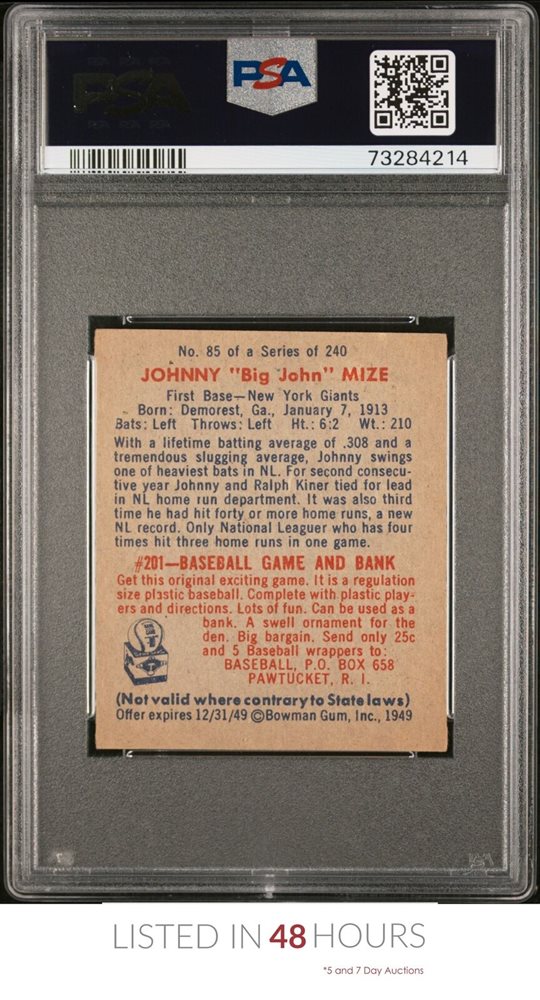 PSA
PSA
73284214
No. 85 of a Series of 240
JOHNNY "Big John" MIZE
First Base—New York Giants
Born: Demorest, Ga., January 7, 1913
Bats: Left Throws: Left Ht.: 6:2 Wt.: 210
With a lifetime batting average of .308 and a
tremendous slugging average, Johnny swings
one of heaviest bats in NL. For second consecu-
tive year Johnny and Ralph Kiner tied for lead
in NL home run department. It was also third
time he had hit forty or more home runs, a new
NL record. Only National Leaguer who has four
times hit three home runs in one game.
#201—BASEBALL GAME AND BANK
Get this original exciting game. It is a regulation
size plastic baseball. Complete with plastic play-
ers and directions. Lots of fun. Can be used as a
bank. A swell ornament for the
den. Big bargain. Send only 25c
and 5 Baseball wrappers to:
BASEBALL, P.O. BOX 658
PAWTUCKET, R. I.
(Not valid where contrary to State laws)
Offer expires 12/31/49 ©Bowman Gum, Inc., 1949
LISTED IN 48 HOURS
*5 and 7 Day Auctions